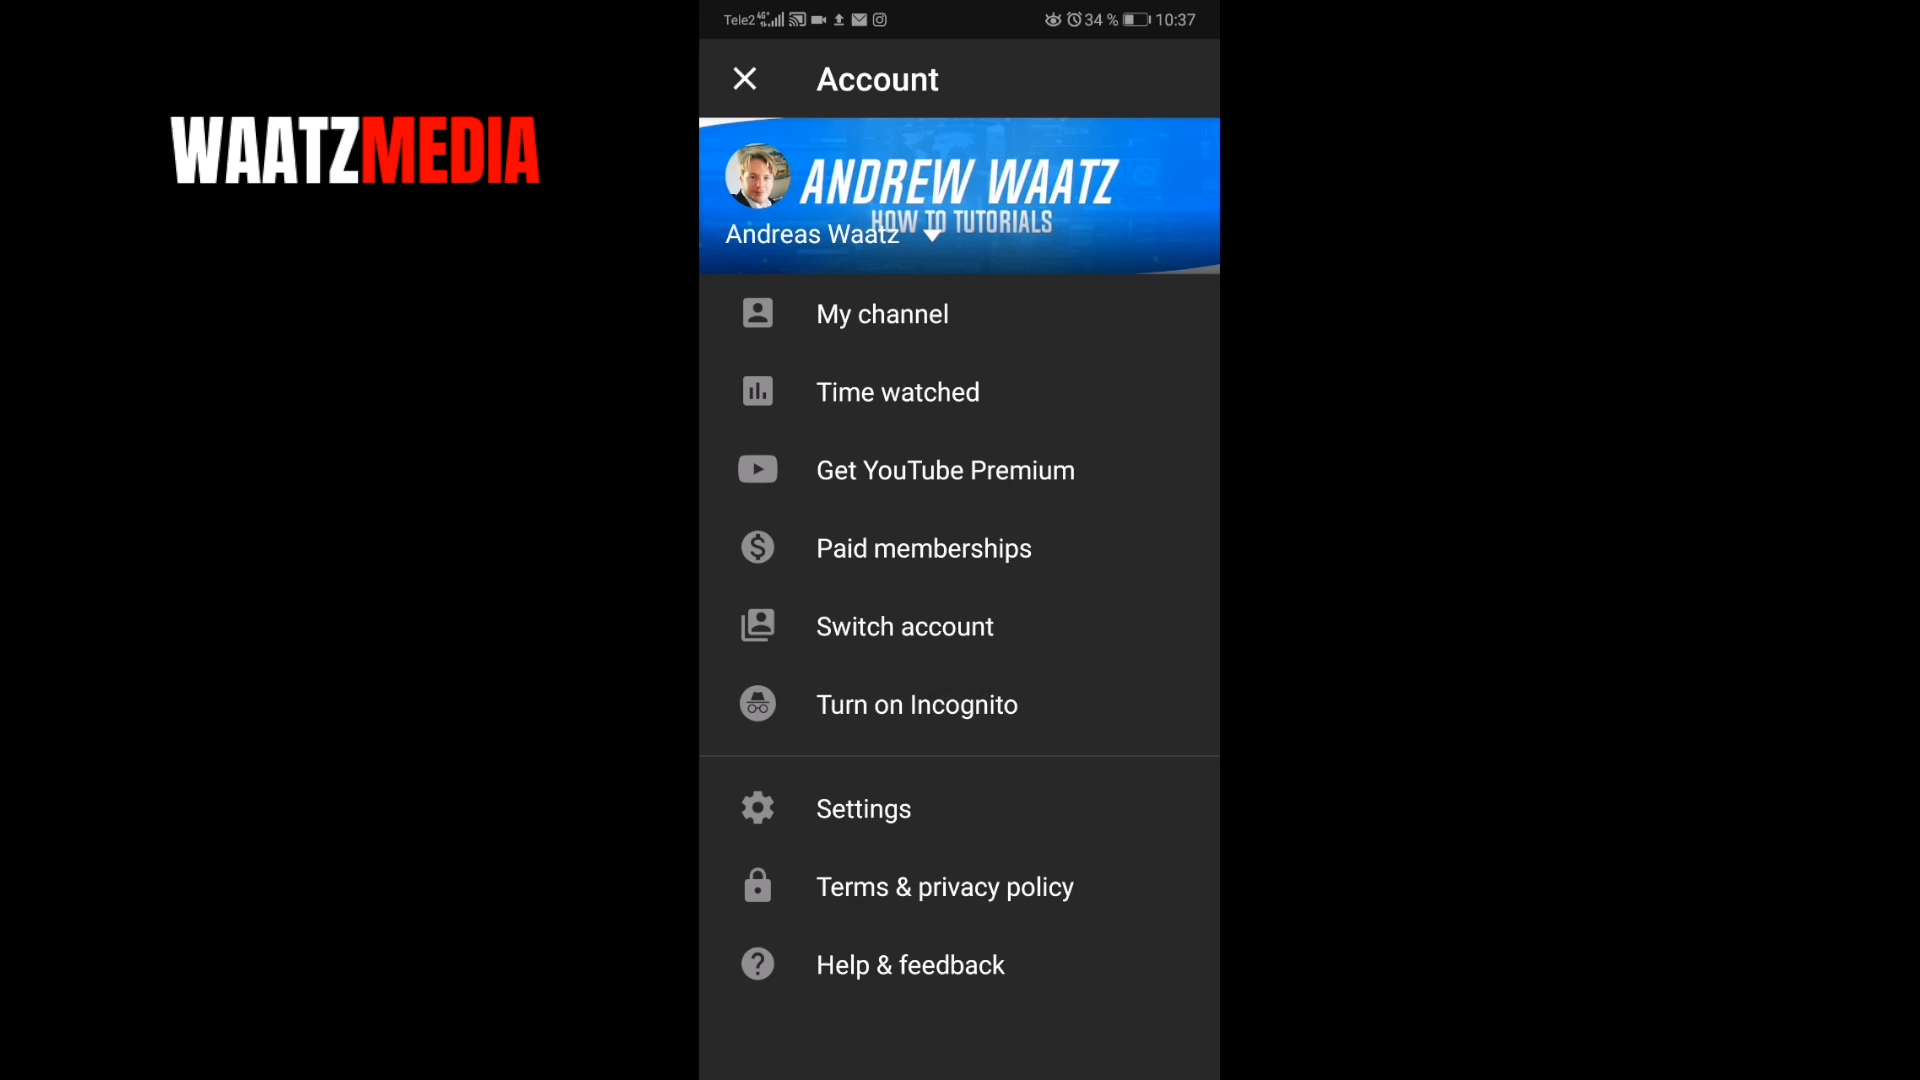 Tele2 4G+ 34 % 10:37
WAATZMEDIA
Account
ANDREW WAATZ
HOW TO TUTORIALS
Andreas Waatz
My channel
Time watched
Get YouTube Premium
Paid memberships
Switch account
Turn on Incognito
Settings
Terms & privacy policy
Help & feedback